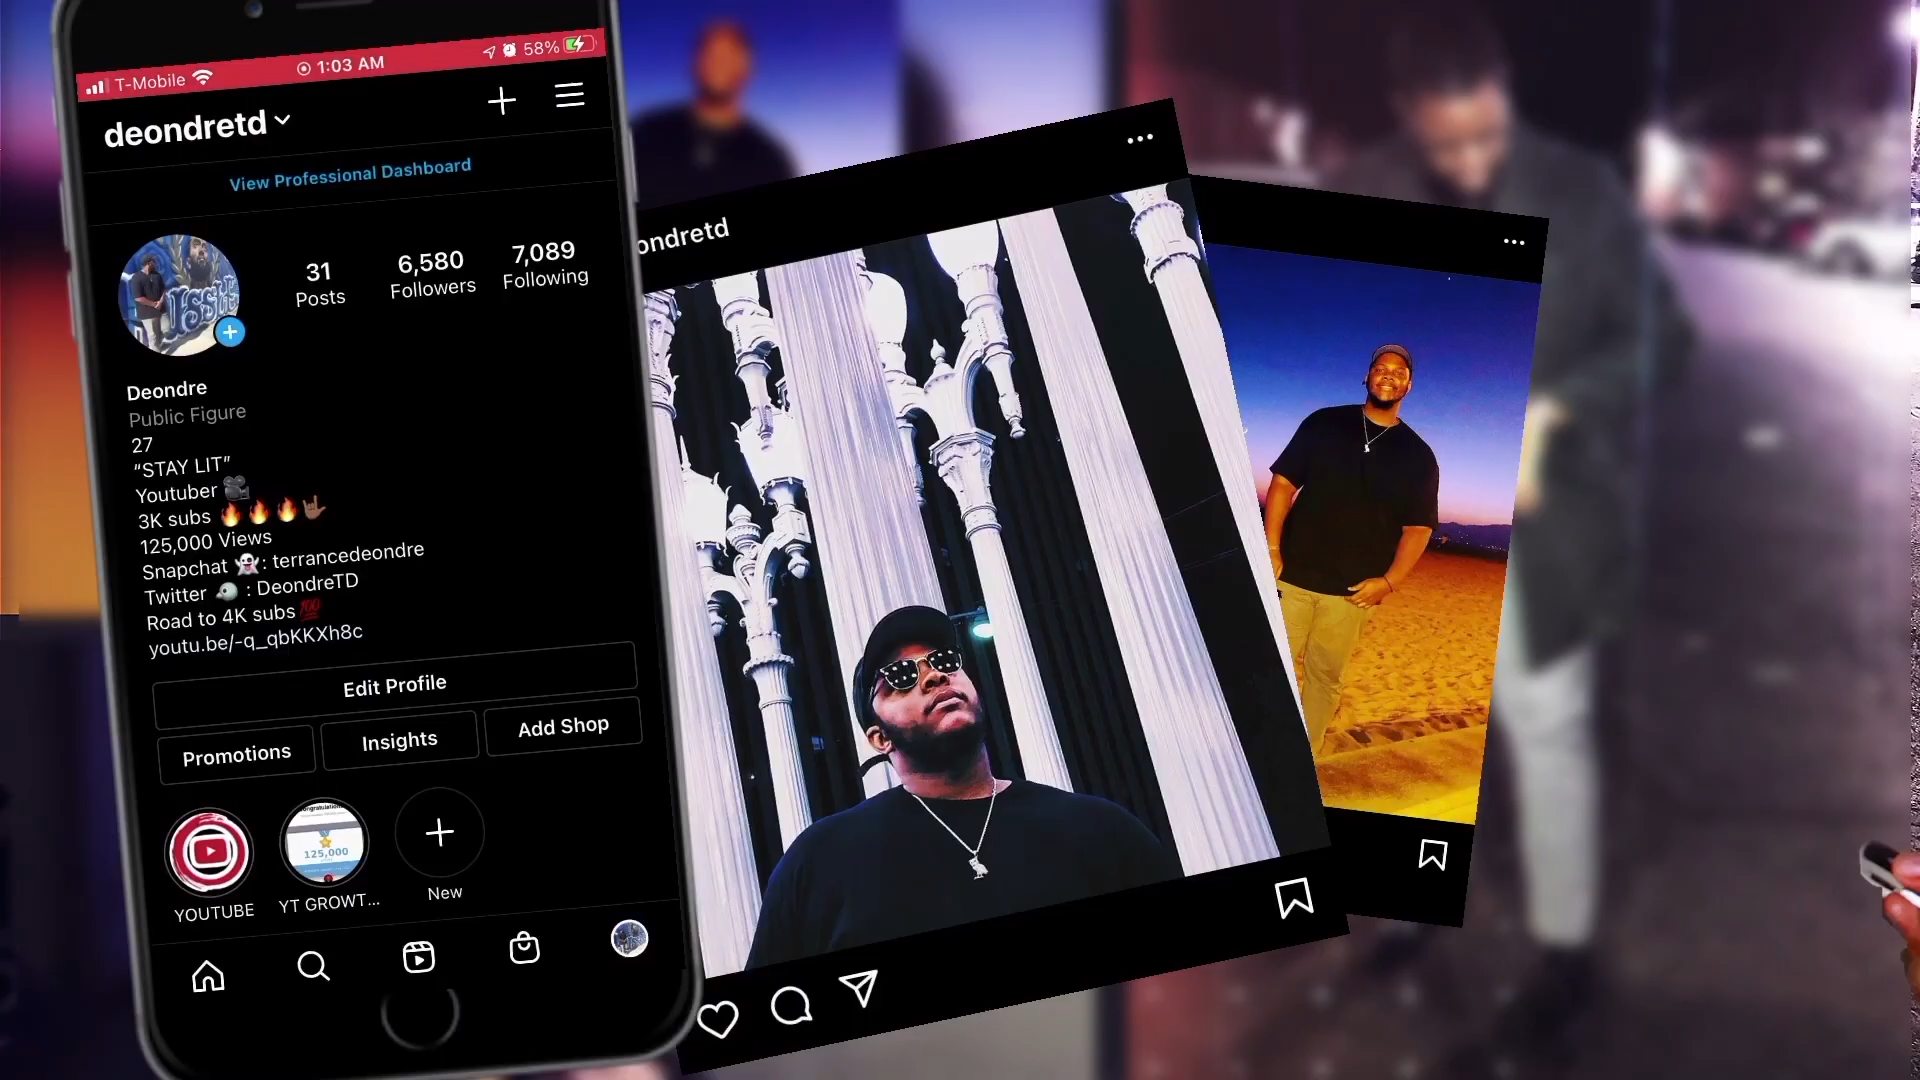 T-Mobile
1:03 AM
58%
deondretd
View Professional Dashboard
31
Posts
6,580
Followers
7,089
Following
Deondre
Public Figure
27
"STAY LIT"
Youtuber 🎥
3K subs 🔥🔥🔥🤟🏾
125,000 Views
Snapchat 👻: terrancedeondre
Twitter 🐦 : DeondreTD
Road to 4K subs💯
youtu.be/-q_qbKKXh8c
Edit Profile
Promotions
Insights
Add Shop
125,000
YOUTUBE
YT GROWT...
New
ondretd